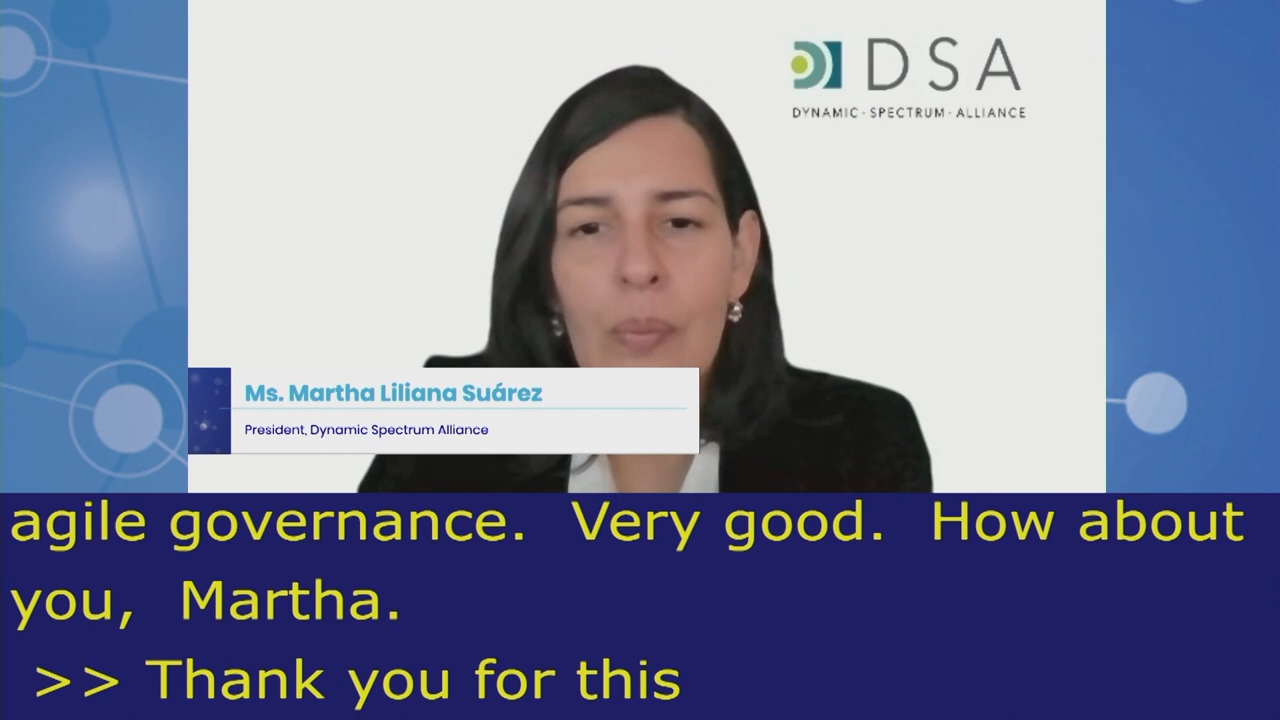 DSA
DYNAMIC · SPECTRUM · ALLIANCE
Ms. Martha Liliana Suárez
President, Dynamic Spectrum Alliance
agile governance.  Very good.  How about
you,  Martha.
>> Thank you for this